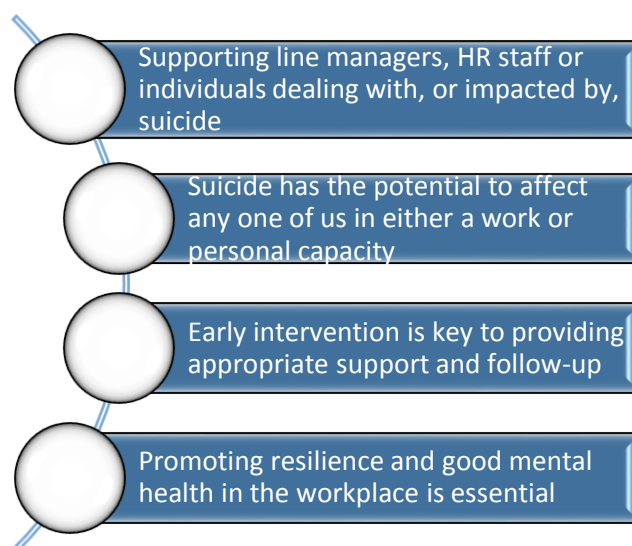 Supporting line managers, HR staff or
individuals dealing with, or impacted by,
suicide
Suicide has the potential to affect
any one of us in either a work or
personal capacity
Early intervention is key to providing
appropriate support and follow-up
Promoting resilience and good mental
health in the workplace is essential